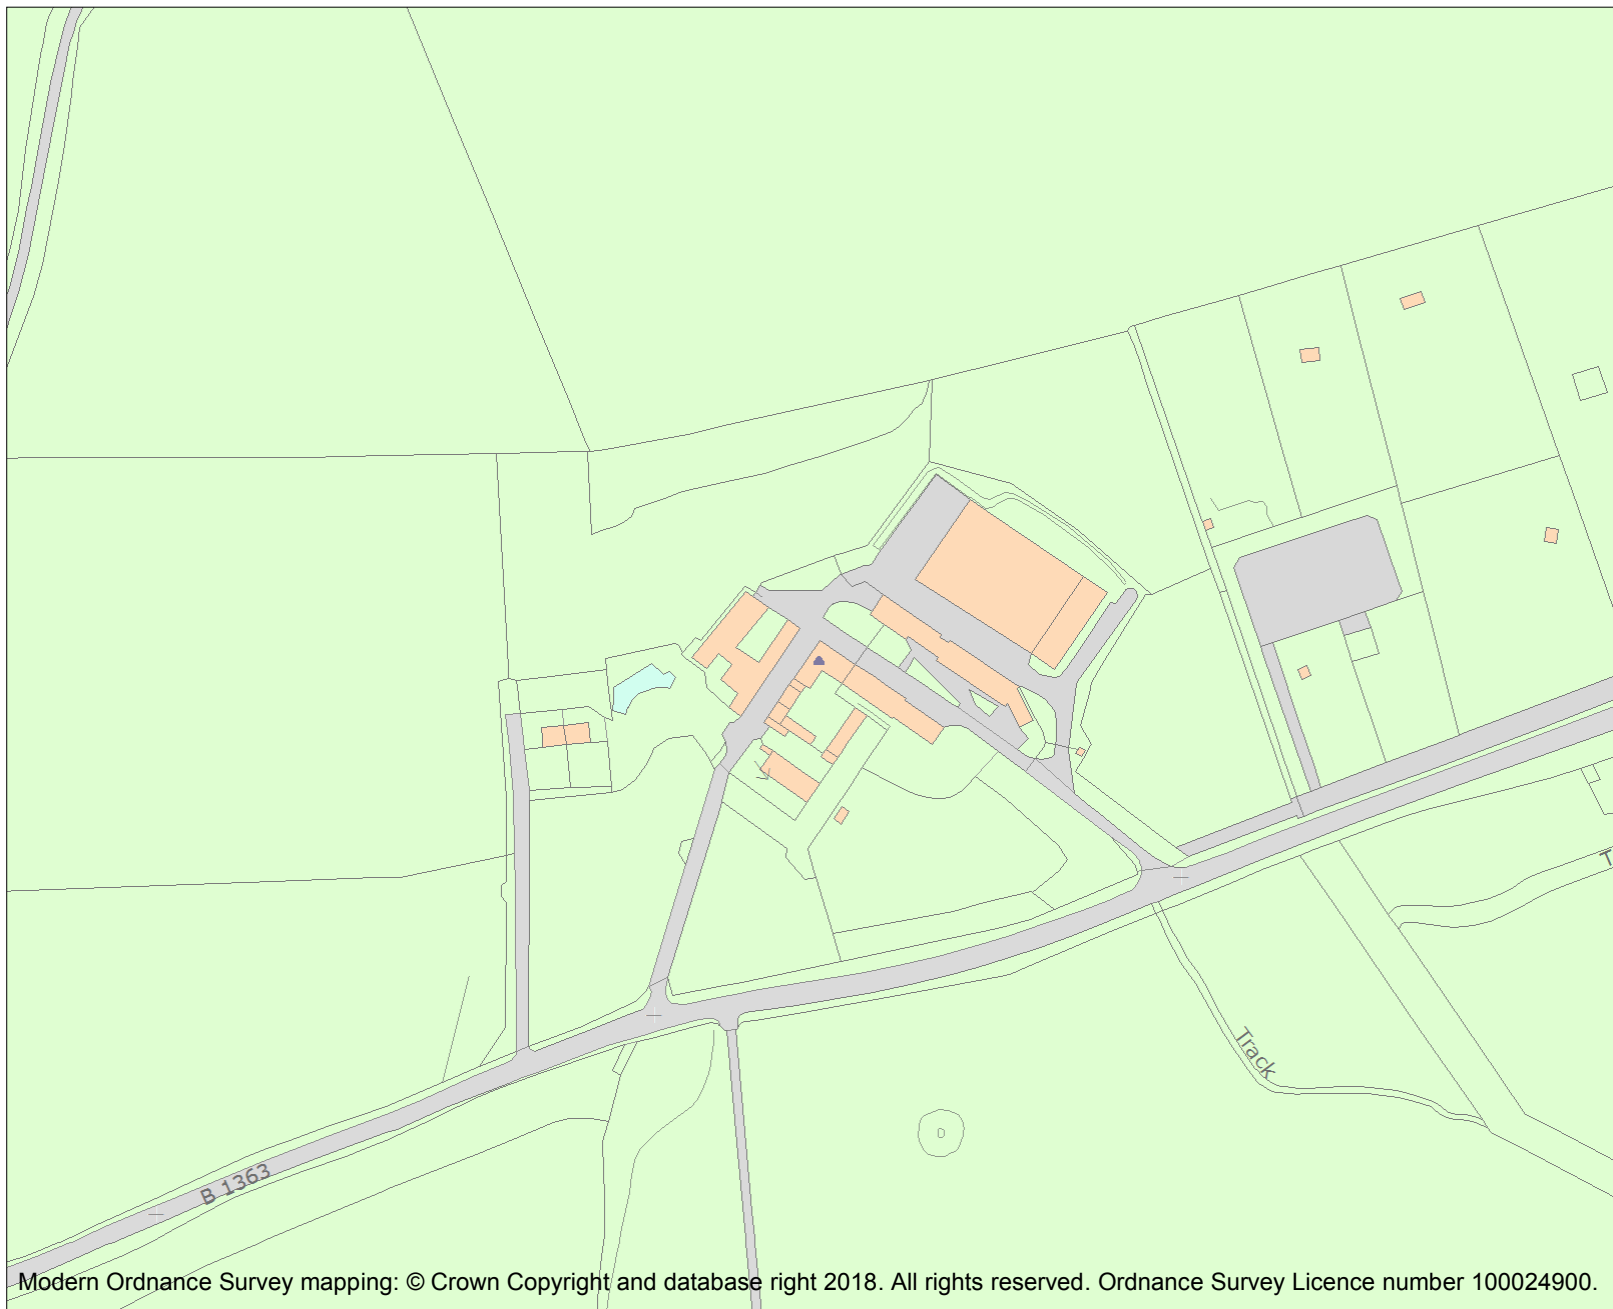 T
Track
B 1363
Modern Ordnance Survey mapping: © Crown Copyright and database right 2018. All rights reserved. Ordnance Survey Licence number 100024900.